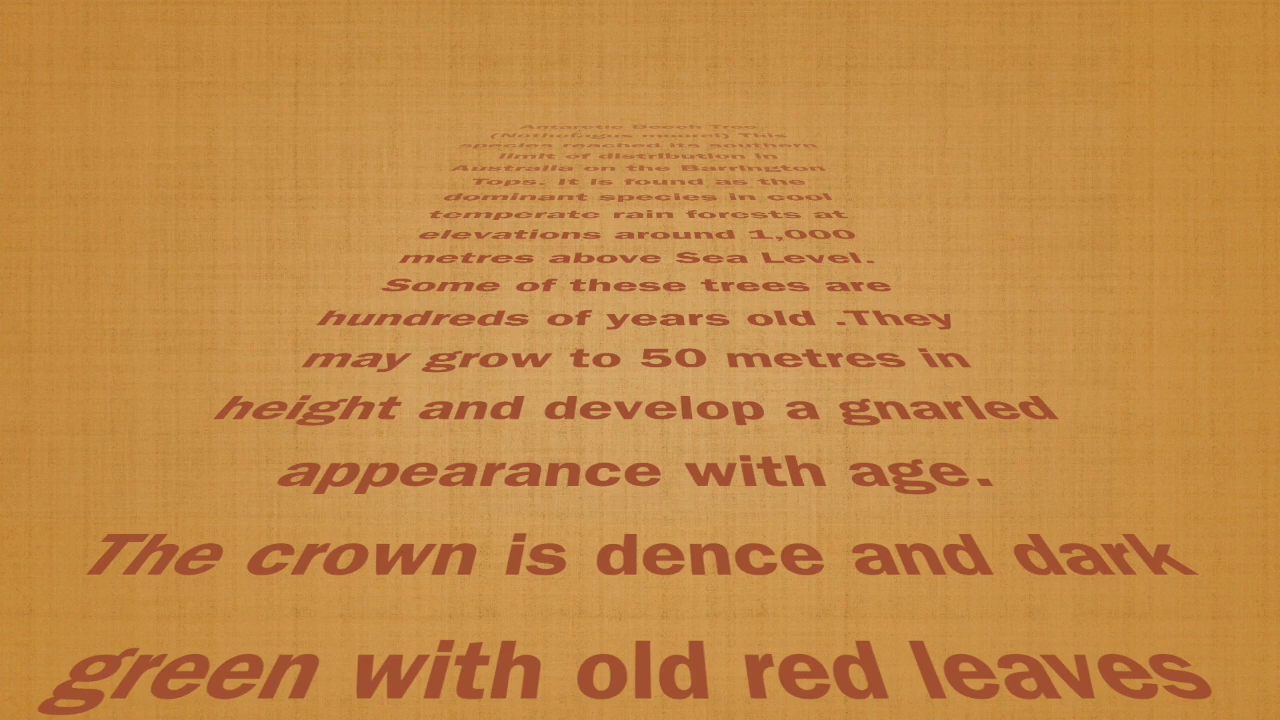 Antarctic Beech Tree
(Nothofagus moorei) This
species reached its southern
limit of distribution in
Australia on the Barrington
Tops. It is found as the
dominant species in cool
temperate rain forests at
elevations around 1,000
metres above Sea Level.
Some of these trees are
hundreds of years old .They
may grow to 50 metres in
height and develop a gnarled
appearance with age.
The crown is dence and dark
green with old red leaves